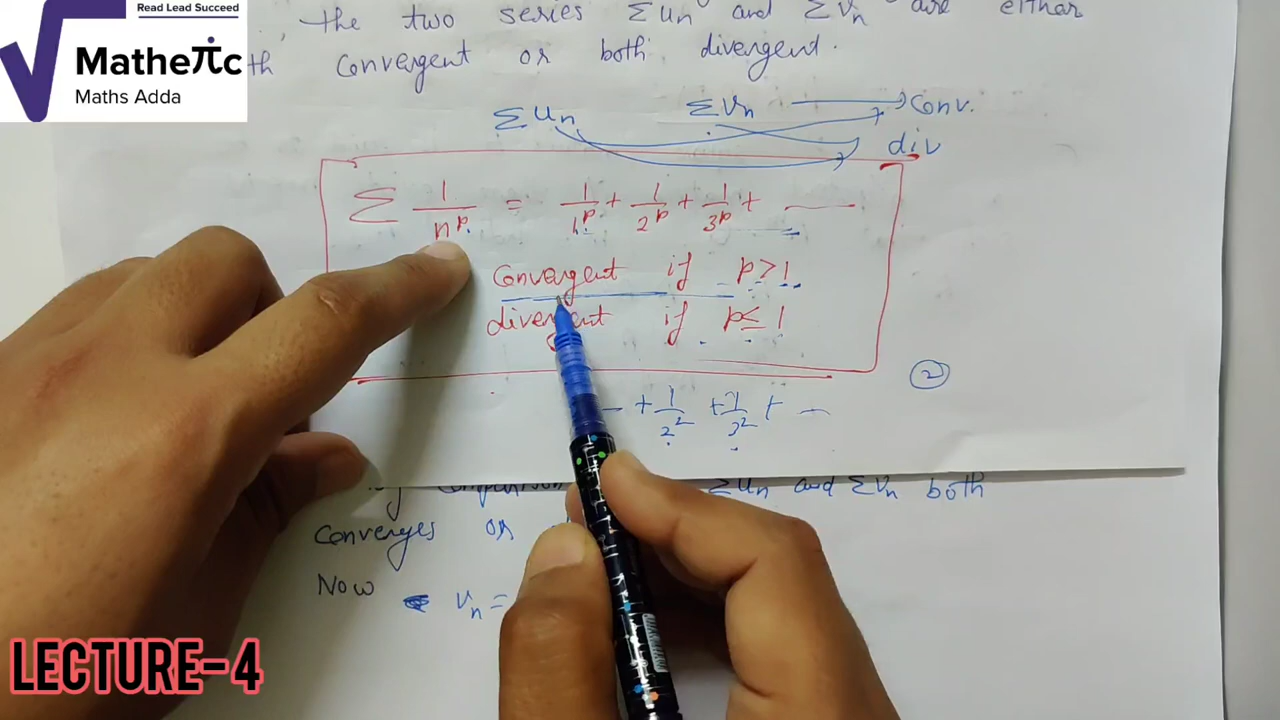 Read Lead Succeed
Matheπc
Maths Adda
the two series Σun and Σvn are either
convergent or both divergent.
Σun Σvn Conv.
div
Σ 1/n^p = 1/1^p + 1/2^p + 1/3^p + ——
Convergent if p>1
divergent if p≤1
2
+ 1/2^2 + 1/3^2 + —
Σun and Σvn both
Converges or
Now vn =
LECTURE-4